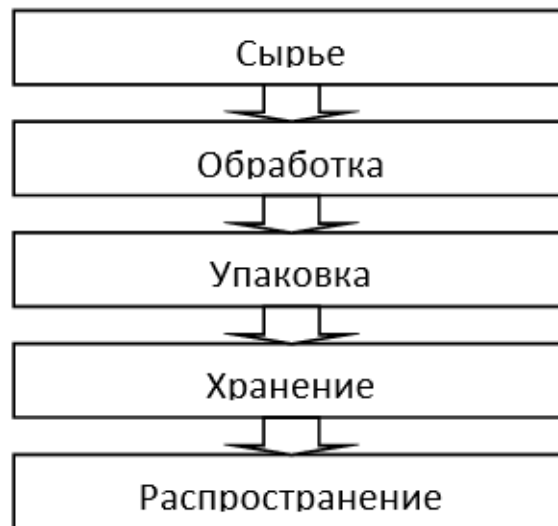 Сырье
Обработка
Упаковка
Хранение
Распространение